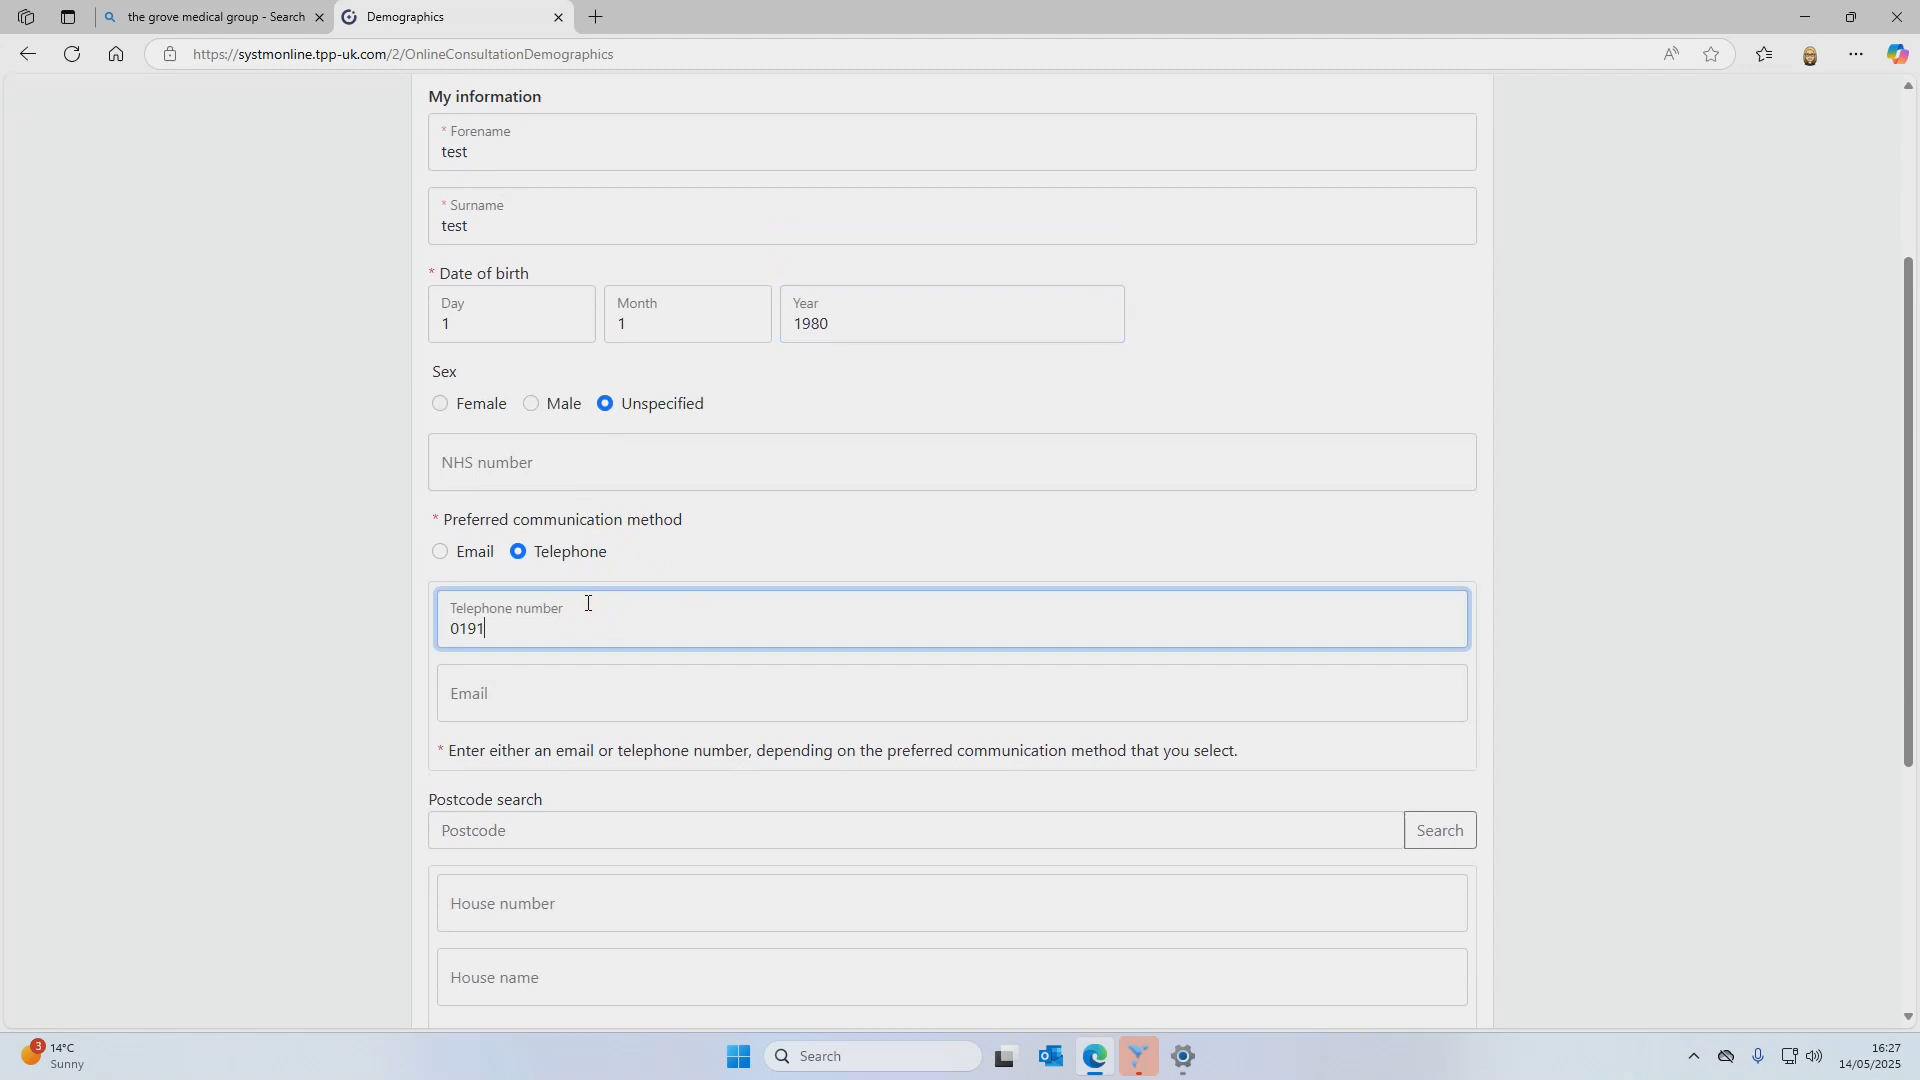 the grove medical group - Search
Demographics
https://systmonline.tpp-uk.com/2/OnlineConsultationDemographics
My information
* Forename
test
* Surname
test
* Date of birth
Day
1
Month
1
Year
1980
Sex
Female
Male
Unspecified
NHS number
* Preferred communication method
Email
Telephone
Telephone number
0191
Email
* Enter either an email or telephone number, depending on the preferred communication method that you select.
Postcode search
Postcode
Search
House number
House name
3
14°C
Sunny
Search
16:27
14/05/2025